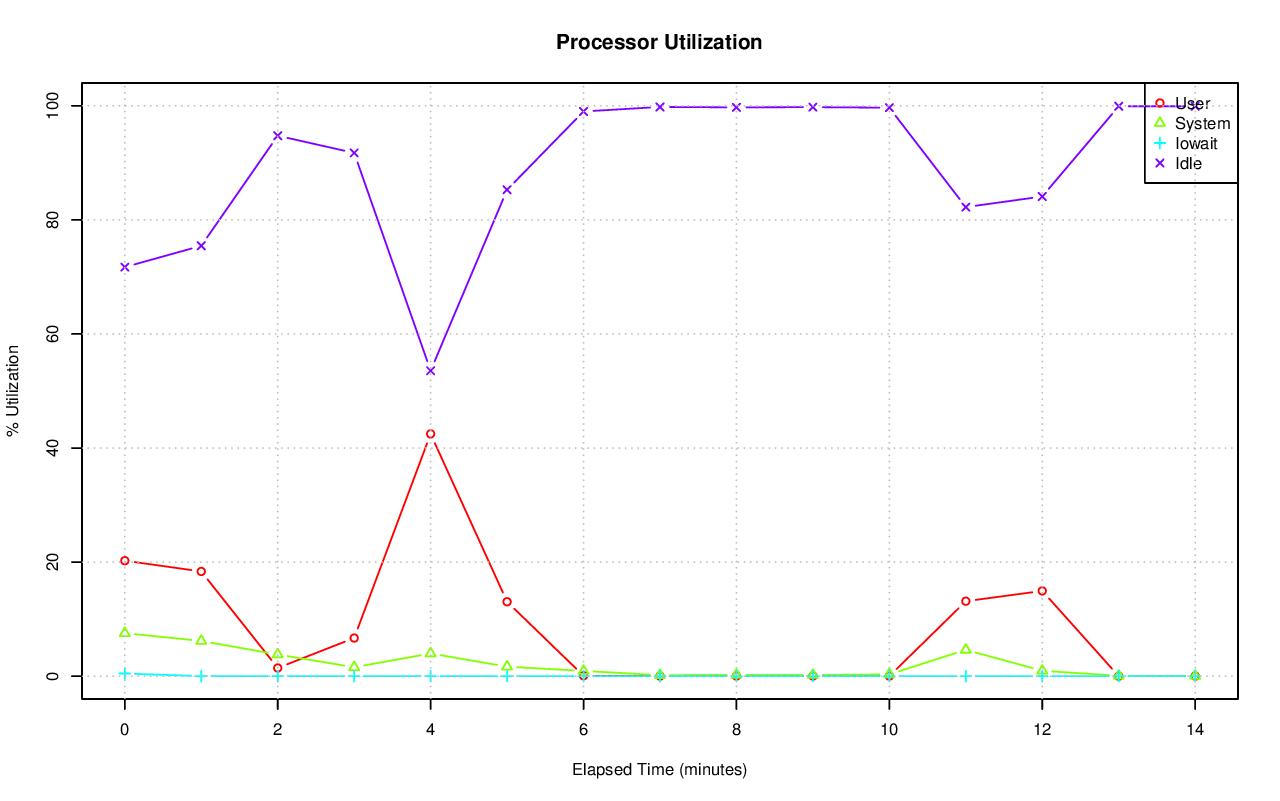 Processor Utilization
100
80
60
40
20
0
% Utilization
User
System
Iowait
Idle
0 2 4 6 8 10 12 14
Elapsed Time (minutes)